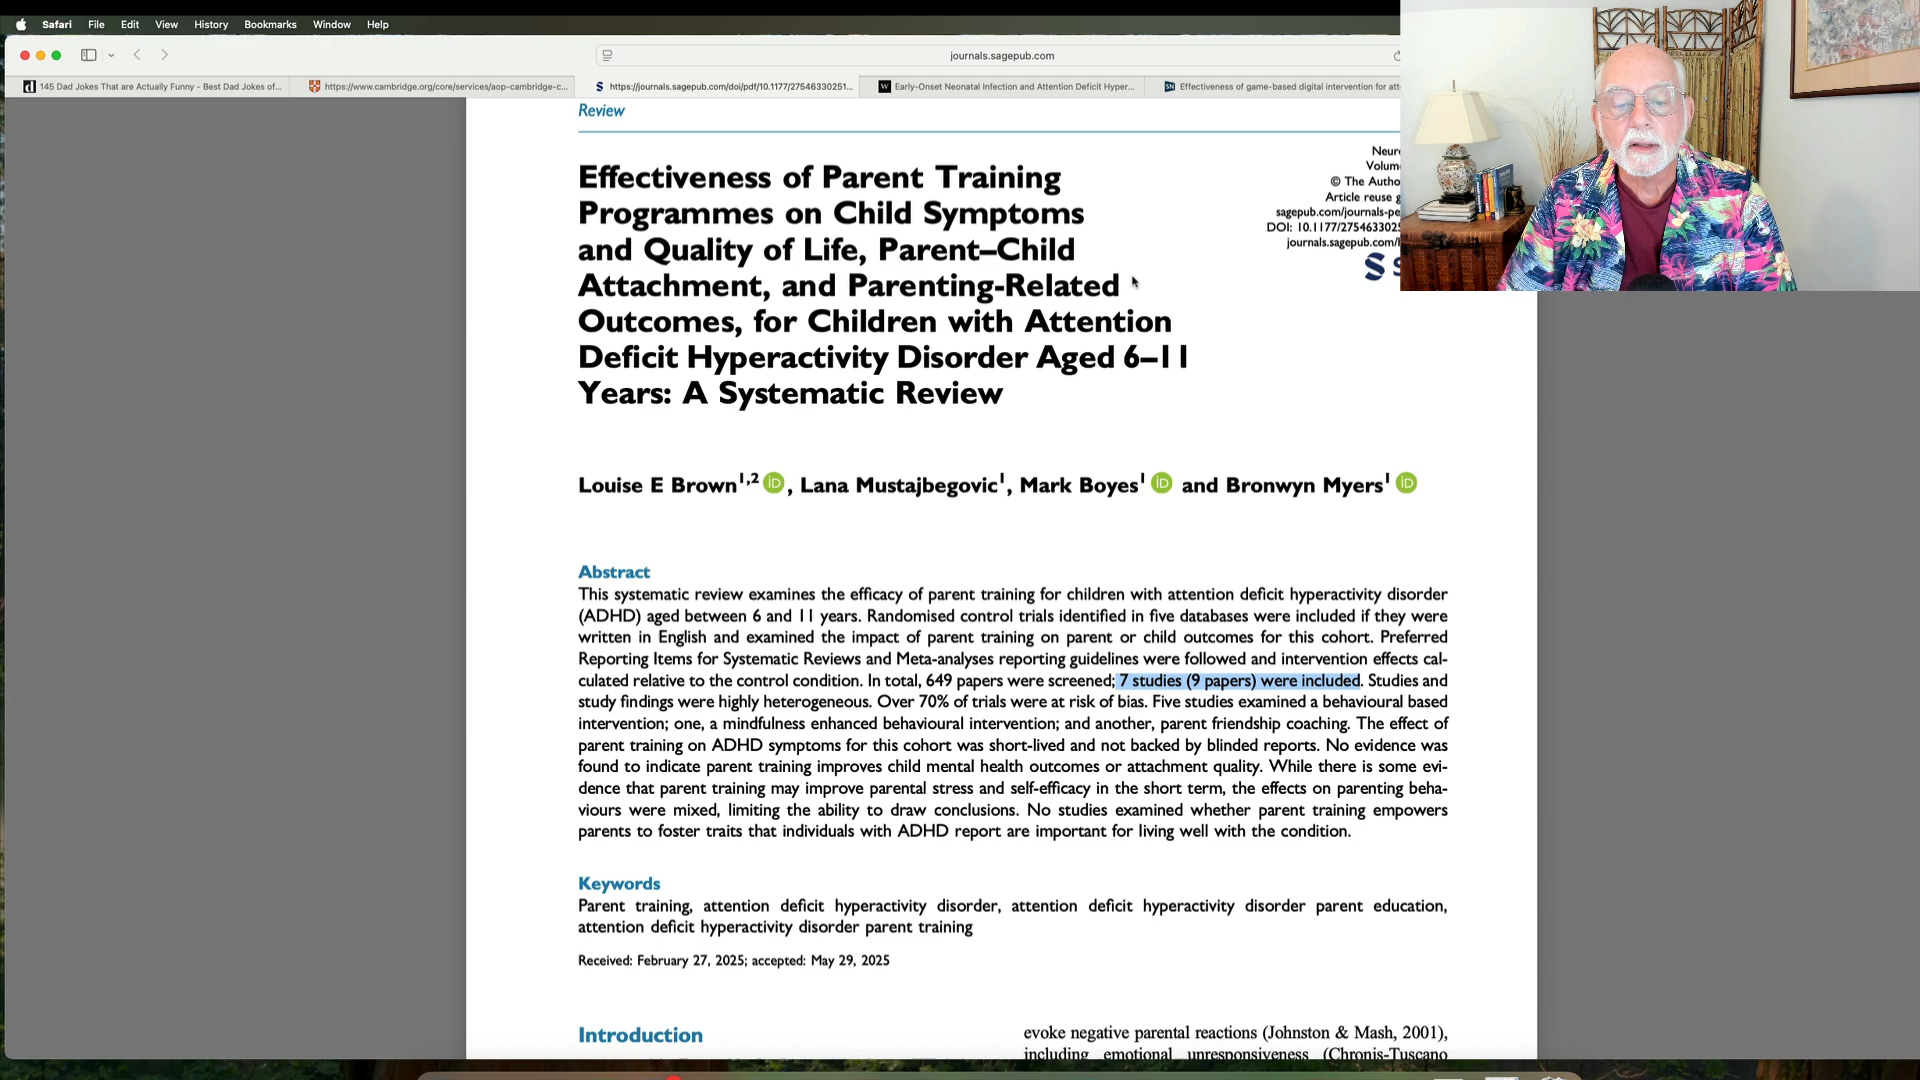 Safari File Edit View History Bookmarks Window Help
journals.sagepub.com
145 Dad Jokes That are Actually Funny - Best Dad Jokes of...
https://www.cambridge.org/core/services/aop-cambridge-c...
https://journals.sagepub.com/doi/pdf/10.1177/27546330251...
Early-Onset Neonatal Infection and Attention Deficit Hyper...
Effectiveness of game-based digital intervention for att
Review
Effectiveness of Parent Training
Programmes on Child Symptoms
and Quality of Life, Parent–Child
Attachment, and Parenting-Related
Outcomes, for Children with Attention
Deficit Hyperactivity Disorder Aged 6–11
Years: A Systematic Review
Neur
Volum
© The Autho
Article reuse g
sagepub.com/journals-pe
DOI: 10.1177/275463302
journals.sagepub.com/
Louise E Brown1,2 iD, Lana Mustajbegovic1, Mark Boyes1 iD and Bronwyn Myers1 iD
Abstract
This systematic review examines the efficacy of parent training for children with attention deficit hyperactivity disorder
(ADHD) aged between 6 and 11 years. Randomised control trials identified in five databases were included if they were
written in English and examined the impact of parent training on parent or child outcomes for this cohort. Preferred
Reporting Items for Systematic Reviews and Meta-analyses reporting guidelines were followed and intervention effects cal-
culated relative to the control condition. In total, 649 papers were screened; 7 studies (9 papers) were included. Studies and
study findings were highly heterogeneous. Over 70% of trials were at risk of bias. Five studies examined a behavioural based
intervention; one, a mindfulness enhanced behavioural intervention; and another, parent friendship coaching. The effect of
parent training on ADHD symptoms for this cohort was short-lived and not backed by blinded reports. No evidence was
found to indicate parent training improves child mental health outcomes or attachment quality. While there is some evi-
dence that parent training may improve parental stress and self-efficacy in the short term, the effects on parenting beha-
viours were mixed, limiting the ability to draw conclusions. No studies examined whether parent training empowers
parents to foster traits that individuals with ADHD report are important for living well with the condition.
Keywords
Parent training, attention deficit hyperactivity disorder, attention deficit hyperactivity disorder parent education,
attention deficit hyperactivity disorder parent training
Received: February 27, 2025; accepted: May 29, 2025
Introduction
evoke negative parental reactions (Johnston & Mash, 2001),
including emotional unresponsiveness (Chronis-Tuscano